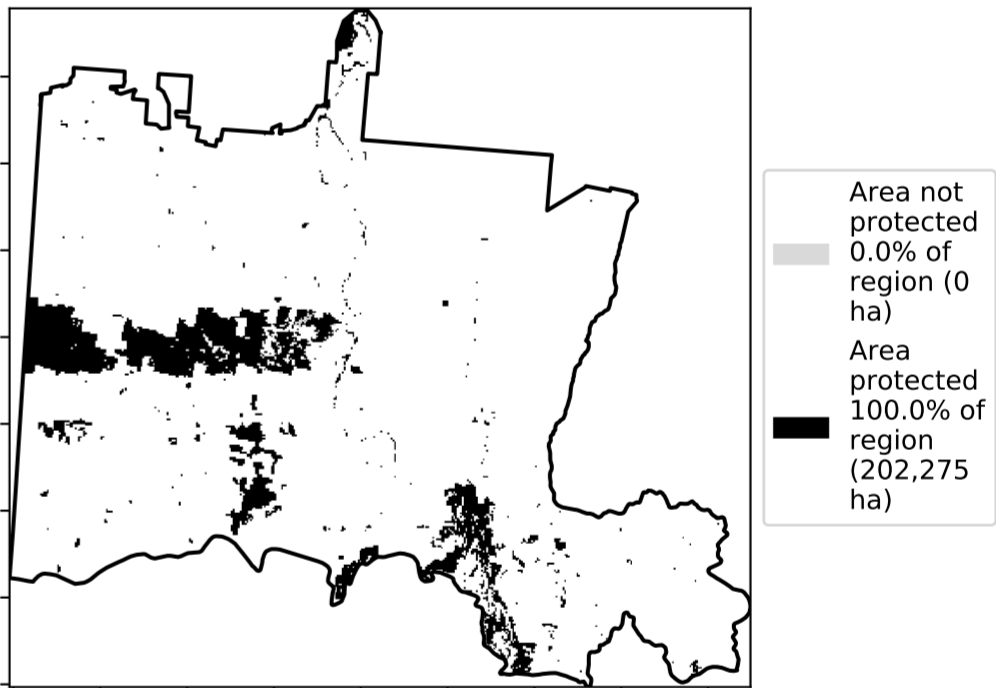 Area not
protected
0.0% of
region (0
ha)
Area
protected
100.0% of
region
(202,275
ha)